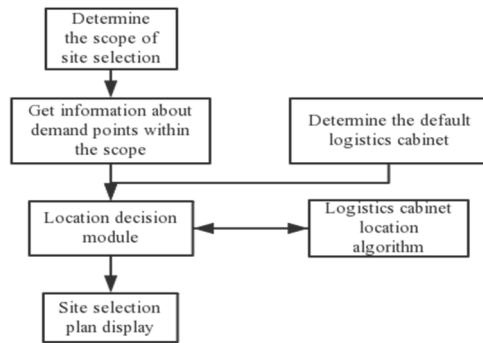 Determine
the scope of
site selection
Get information about
demand points within
the scope
Determine the default
logistics cabinet
Location decision
module
Logistics cabinet
location
algorithm
Site selection
plan display